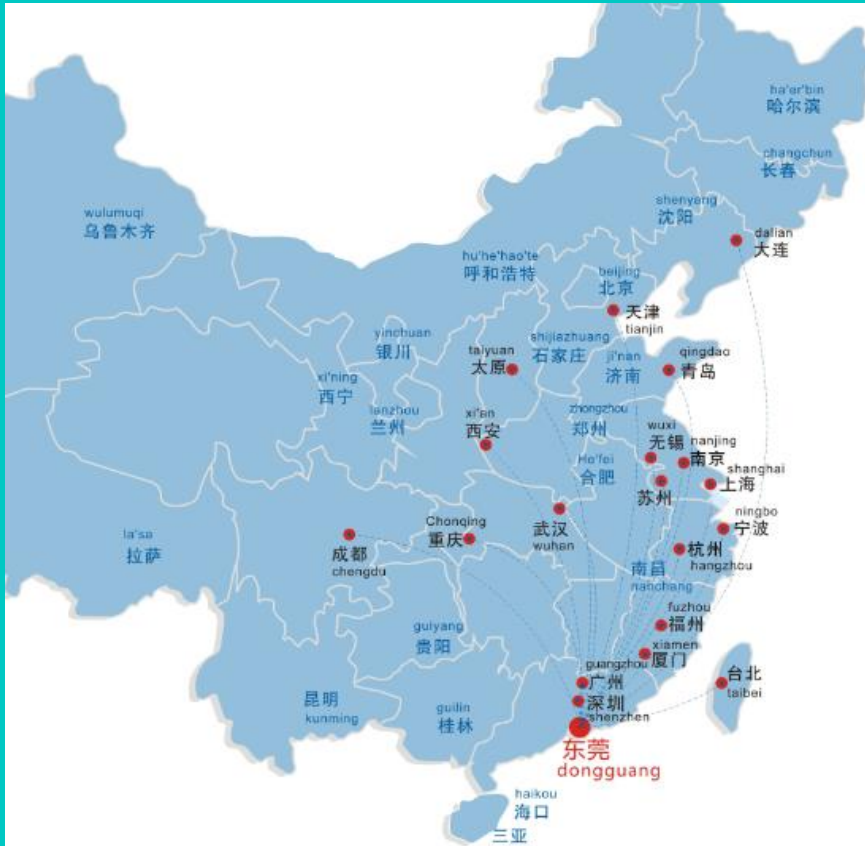 ha'er'bin
哈尔滨
changchun
长春
shenyang
沈阳
dalian
大连
wulumuqi
乌鲁木齐
hu'he'hao'te
呼和浩特
beijing
北京
天津
tianjin
yinchuan
银川
taiyuan
太原
shijiazhuang
石家庄
ji'nan
济南
qingdao
青岛
xi'ning
西宁
lanzhou
兰州
xi'an
西安
zhongzhou
郑州
wuxi
无锡
nanjing
南京
Ho'fei
合肥
苏州
shanghai
上海
ningbo
宁波
la'sa
拉萨
成都
chengdu
Chonqing
重庆
武汉
wuhan
杭州
hangzhou
南昌
nanchang
fuzhou
福州
guiyang
贵阳
xiamen
厦门
guangzhou
广州
深圳
shenzhen
台北
taibei
昆明
kunming
guilin
桂林
东莞
dongguang
haikou
海口
三亚